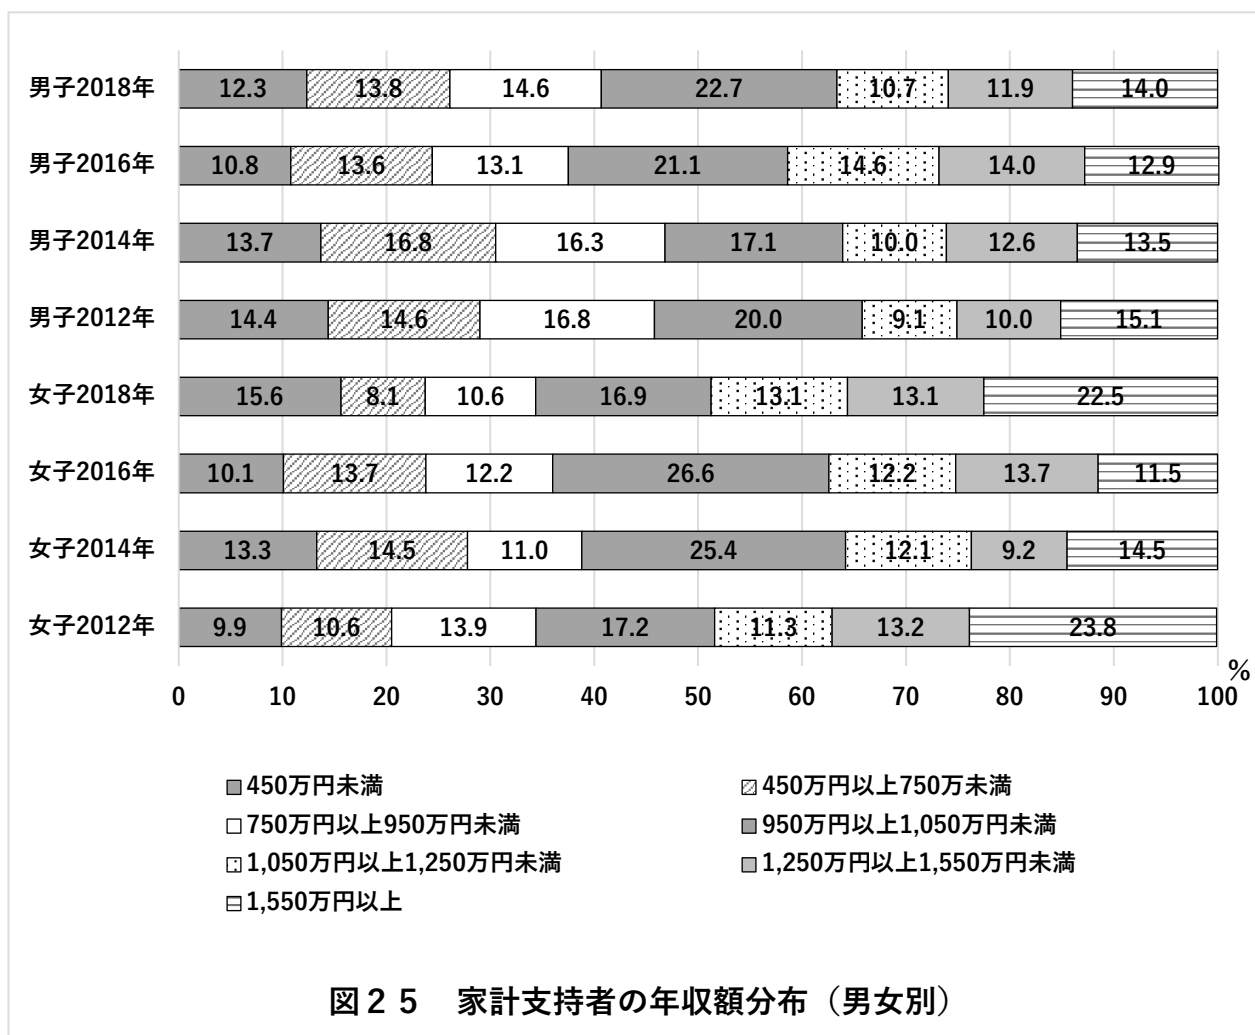 男子2018年 12.3 13.8 14.6 22.7 10.7 11.9 14.0
男子2016年 10.8 13.6 13.1 21.1 14.6 14.0 12.9
男子2014年 13.7 16.8 16.3 17.1 10.0 12.6 13.5
男子2012年 14.4 14.6 16.8 20.0 9.1 10.0 15.1
女子2018年 15.6 8.1 10.6 16.9 13.1 13.1 22.5
女子2016年 10.1 13.7 12.2 26.6 12.2 13.7 11.5
女子2014年 13.3 14.5 11.0 25.4 12.1 9.2 14.5
女子2012年 9.9 10.6 13.9 17.2 11.3 13.2 23.8
%
0 10 20 30 40 50 60 70 80 90 100
450万円未満 450万円以上750万未満
750万円以上950万円未満 950万円以上1,050万円未満
1,050万円以上1,250万円未満 1,250万円以上1,550万円未満
1,550万円以上
図２５　家計支持者の年収額分布（男女別）